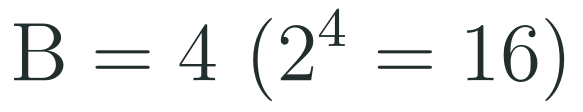 B = 4 (2⁴ = 16)